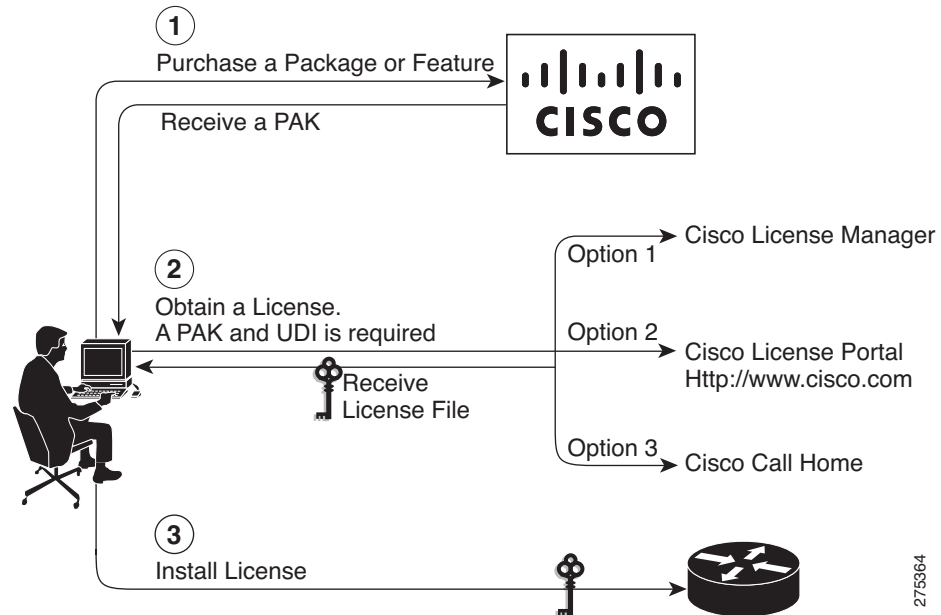 1
Purchase a Package or Feature
CISCO
Receive a PAK
Option 1
Cisco License Manager
2
Obtain a License.
A PAK and UDI is required
Option 2
Cisco License Portal
Http://www.cisco.com
Receive
License File
Option 3
Cisco Call Home
3
Install License
275364